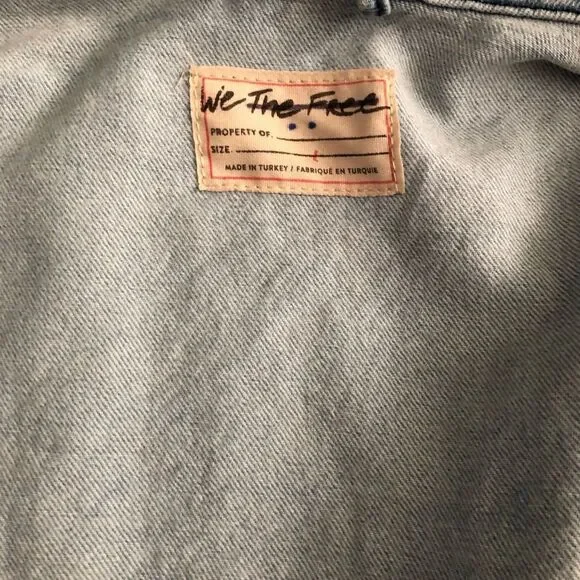 We The Free
PROPERTY OF.
SIZE.
MADE IN TURKEY / FABRIQUÉ EN TURQUIE